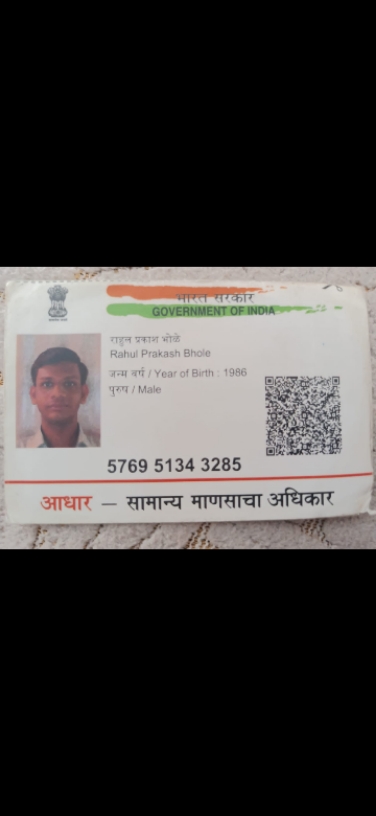 भारत सरकार
GOVERNMENT OF INDIA
राहुल प्रकाश भोळे
Rahul Prakash Bhole
जन्म वर्ष / Year of Birth : 1986
पुरुष / Male
5769 5134 3285
आधार — सामान्य माणसाचा अधिकार